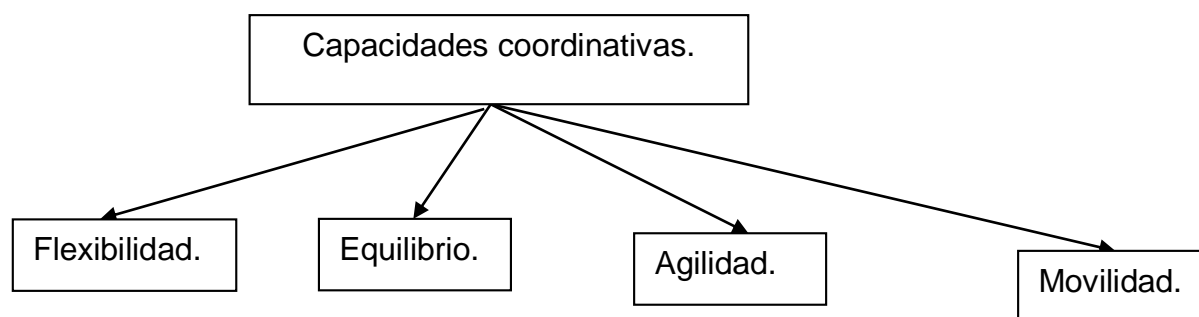 Capacidades coordinativas.
Flexibilidad.
Equilibrio.
Agilidad.
Movilidad.